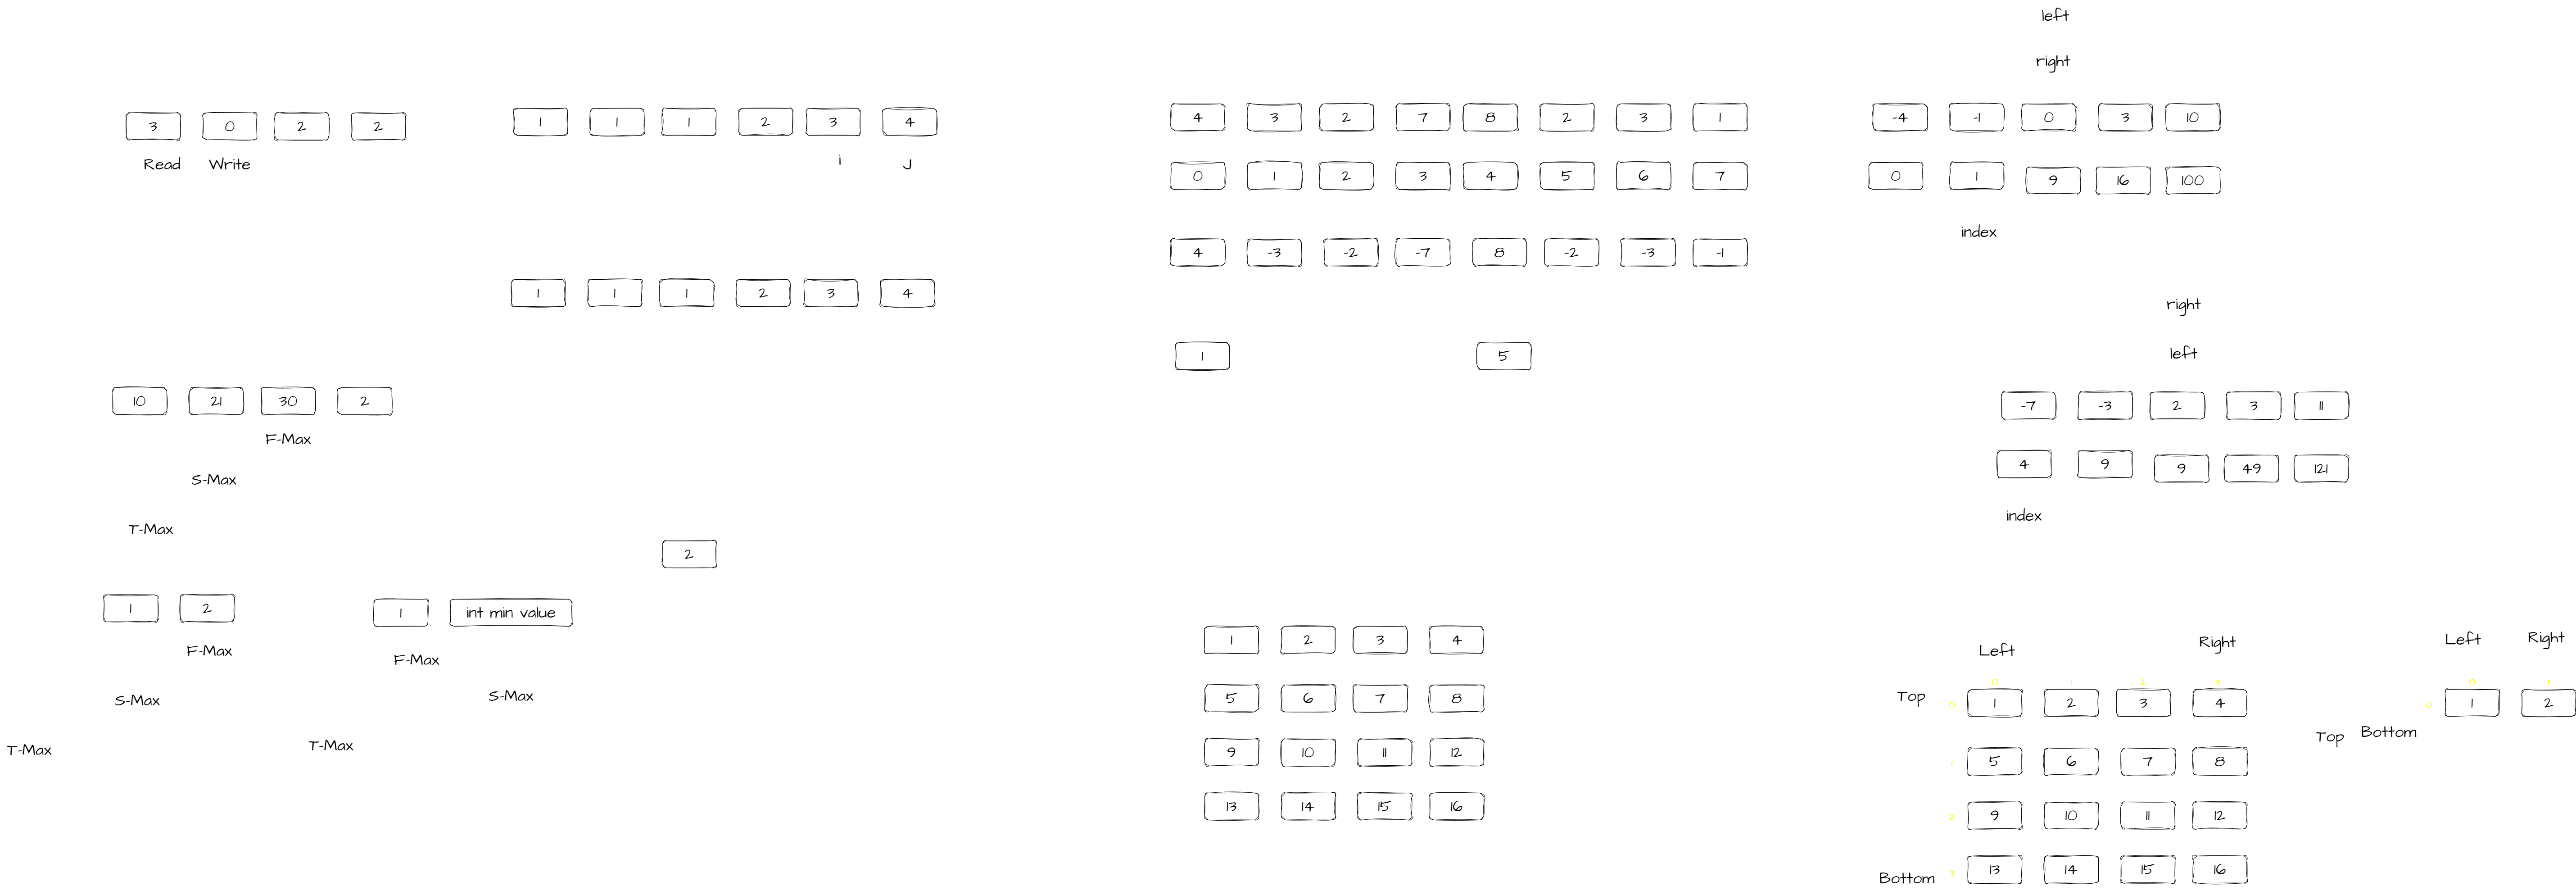 3 0 2 2
Read Write
1 1 1 2 3 4
i J
1 1 1 2 3 4
10 21 30 2
F-Max
S-Max
T-Max
1 2
F-Max
S-Max
T-Max
1 int min value
F-Max
S-Max
T-Max
2
4 3 2 7 8 2 3 1
0 1 2 3 4 5 6 7
4 -3 -2 -7 8 -2 -3 -1
1 5
1 2 3 4
5 6 7 8
9 10 11 12
13 14 15 16
left
right
-4 -1 0 3 10
0 1 9 16 100
index
right
left
-7 -3 2 3 11
4 9 9 49 121
index
Left Right
0 1 2 3
Top 0 1 2 3 4
1 5 6 7 8
2 9 10 11 12
Bottom 3 13 14 15 16
Left Right
0 1
0 1 2
Top Bottom